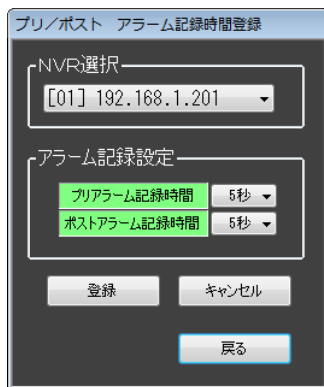 プリ／ポスト　アラーム記録時間登録
NVR選択
[01] 192.168.1.201
アラーム記録設定
プリアラーム記録時間 5秒
ポストアラーム記録時間 5秒
登録 キャンセル
戻る